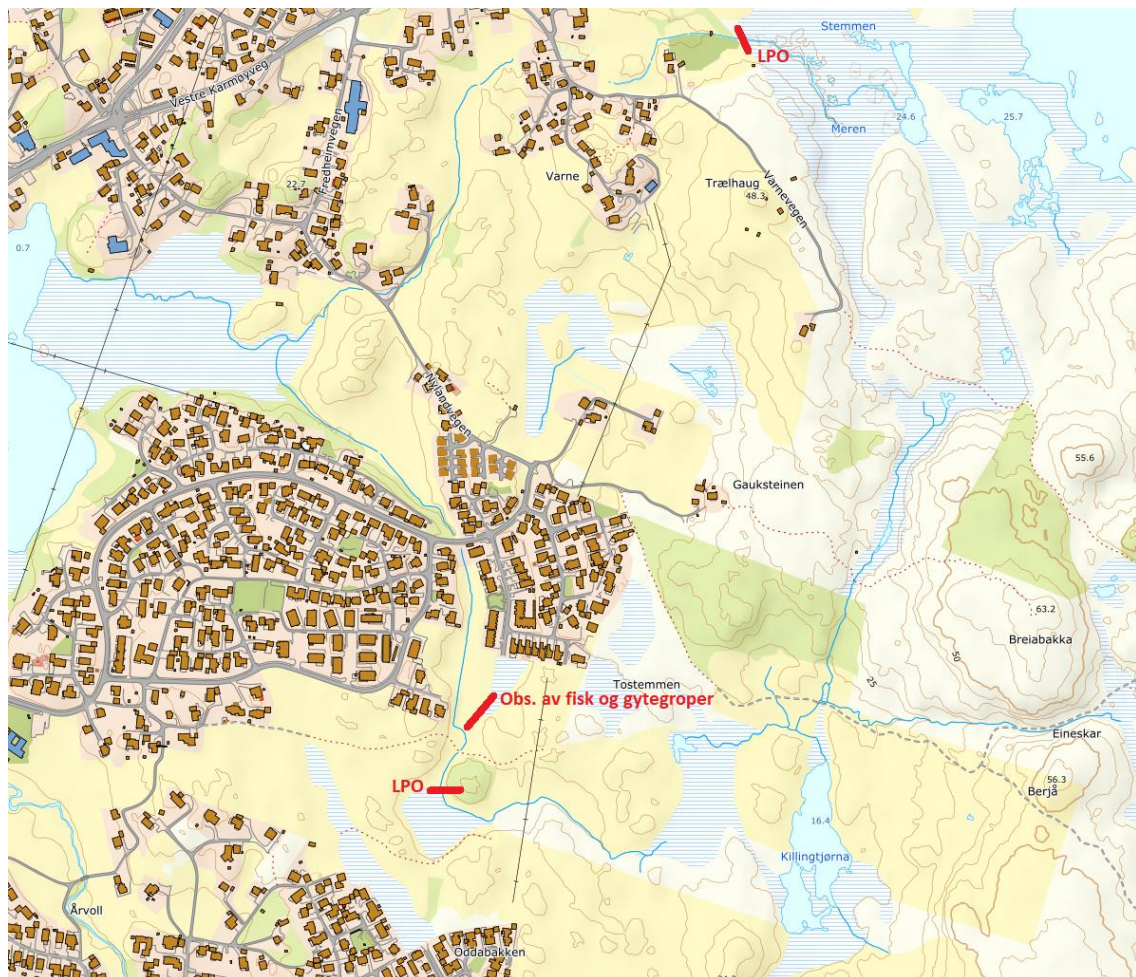 Stemmen
LPO
Vestre Karmøyveg
24.6
25.7
Meren
Fredheimvegen
Varne
Trælhaug
48.3
Varnevegen
22.7
0.7
Nylandvegen
55.6
Gauksteinen
63.2
Breiabakka
50
25
Tostemmen
Obs. av fisk og gytegroper
Eineskar
56.3
Berjå
LPO
16.4
Killingtjørna
Årvoll
Oddabakken